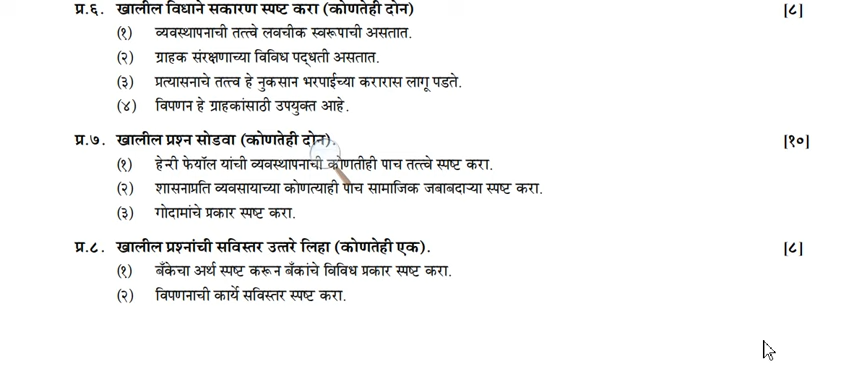 प्र.६. खालील विधाने सकारण स्पष्ट करा (कोणतेही दोन) [८]
(१) व्यवस्थापनाची तत्त्वे लवचीक स्वरूपाची असतात.
(२) ग्राहक संरक्षणाच्या विविध पद्धती असतात.
(३) प्रत्यासनाचे तत्त्व हे नुकसान भरपाईच्या करारास लागू पडते.
(४) विपणन हे ग्राहकांसाठी उपयुक्त आहे.
प्र.७. खालील प्रश्न सोडवा (कोणतेही दोन). [१०]
(१) हेन्री फेयॉल यांची व्यवस्थापनाची कोणतीही पाच तत्त्वे स्पष्ट करा.
(२) शासनाप्रति व्यवसायाच्या कोणत्याही पाच सामाजिक जबाबदाऱ्या स्पष्ट करा.
(३) गोदामांचे प्रकार स्पष्ट करा.
प्र.८. खालील प्रश्नांची सविस्तर उत्तरे लिहा (कोणतेही एक). [८]
(१) बँकेचा अर्थ स्पष्ट करून बँकांचे विविध प्रकार स्पष्ट करा.
(२) विपणनाची कार्ये सविस्तर स्पष्ट करा.